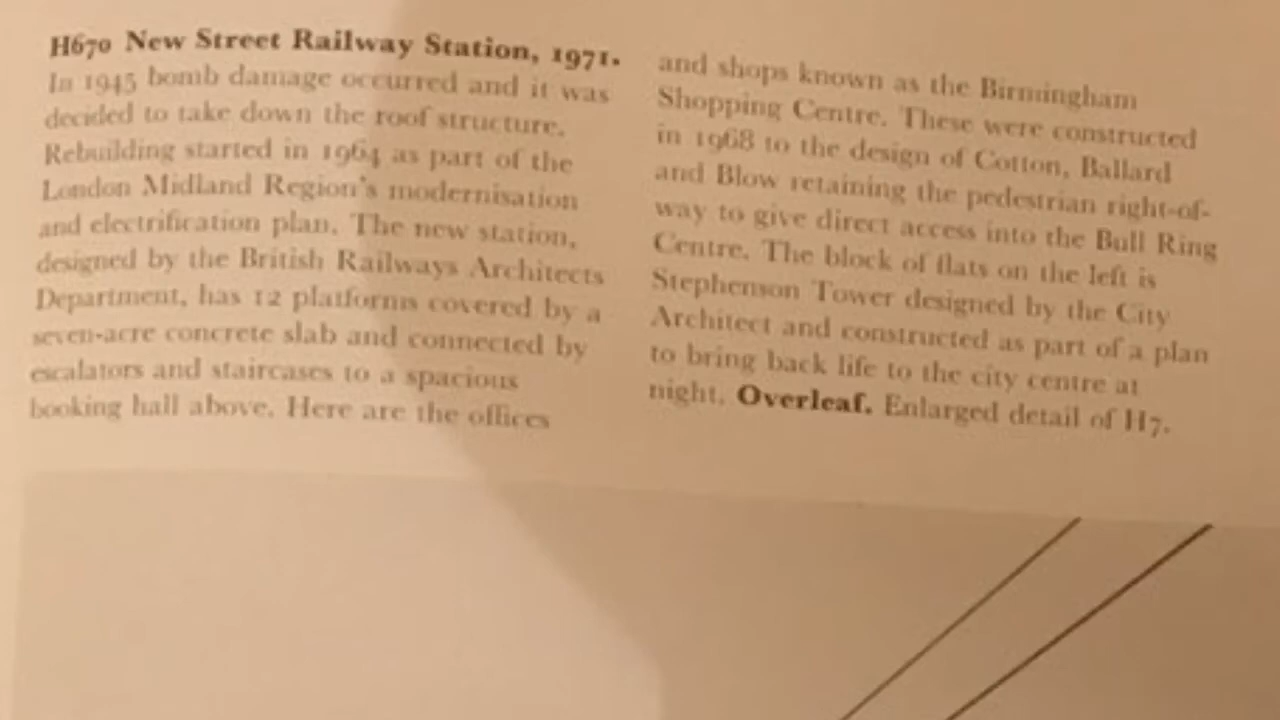 H670 New Street Railway Station, 1971.
In 1945 bomb damage occurred and it was
decided to take down the roof structure.
Rebuilding started in 1964 as part of the
London Midland Region's modernisation
and electrification plan. The new station,
designed by the British Railways Architects
Department, has 12 platforms covered by a
seven-acre concrete slab and connected by
escalators and staircases to a spacious
booking hall above. Here are the offices
and shops known as the Birmingham
Shopping Centre. These were constructed
in 1968 to the design of Cotton, Ballard
and Blow retaining the pedestrian right-of-
way to give direct access into the Bull Ring
Centre. The block of flats on the left is
Stephenson Tower designed by the City
Architect and constructed as part of a plan
to bring back life to the city centre at
night. Overleaf. Enlarged detail of H7.